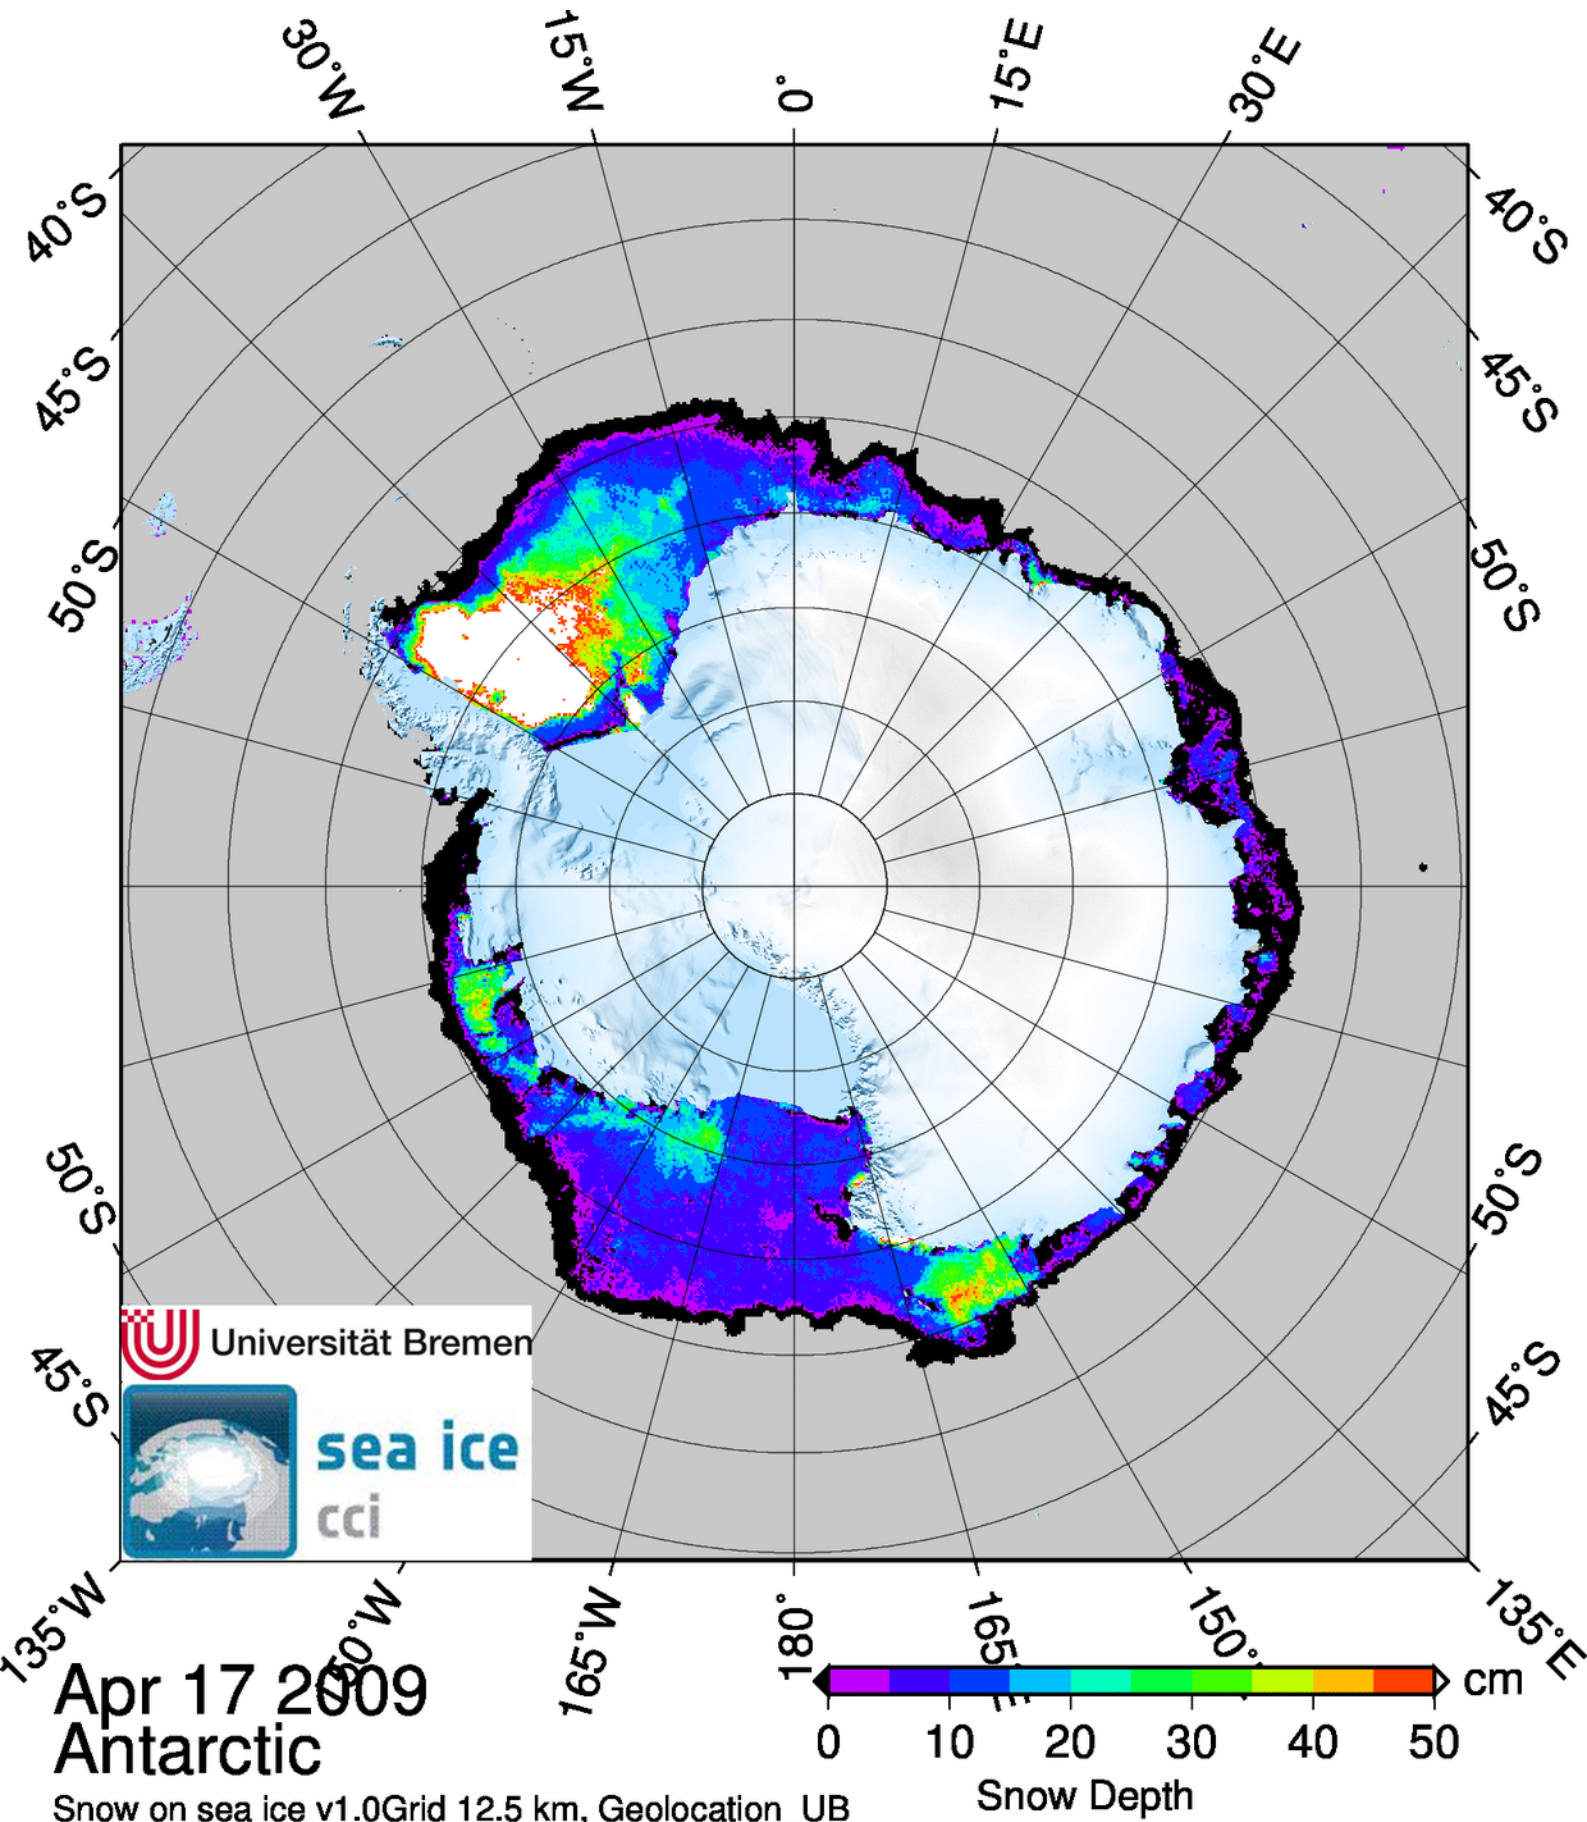 30°W 15°W 0° 15°E 30°E
40°S 40°S
45°S 45°S
50°S 50°S
50°S 50°S
45°S 45°S
Universität Bremen
sea ice
cci
135°W 150°W 165°W 180° 165°E 150° 135°E
Apr 17 2009
Antarctic
Snow on sea ice v1.0Grid 12.5 km, Geolocation UB
cm
0 10 20 30 40 50
Snow Depth